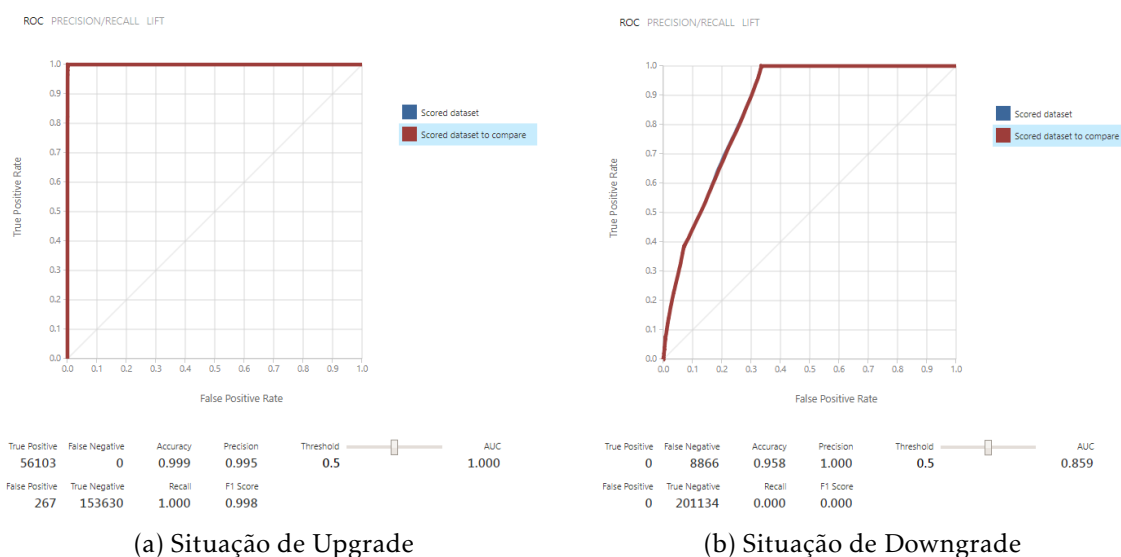 ROC PRECISION/RECALL LIFT
1.0
0.9
0.8
0.7
0.6
0.5
0.4
0.3
0.2
0.1
0.0
True Positive Rate
0.0 0.1 0.2 0.3 0.4 0.5 0.6 0.7 0.8 0.9 1.0
False Positive Rate
Scored dataset
Scored dataset to compare
True Positive False Negative Accuracy Precision Threshold AUC
56103 0 0.999 0.995 0.5 1.000
False Positive True Negative Recall F1 Score
267 153630 1.000 0.998
(a) Situação de Upgrade
ROC PRECISION/RECALL LIFT
1.0
0.9
0.8
0.7
0.6
0.5
0.4
0.3
0.2
0.1
0.0
True Positive Rate
0.0 0.1 0.2 0.3 0.4 0.5 0.6 0.7 0.8 0.9 1.0
False Positive Rate
Scored dataset
Scored dataset to compare
True Positive False Negative Accuracy Precision Threshold AUC
0 8866 0.958 1.000 0.5 0.859
False Positive True Negative Recall F1 Score
0 201134 0.000 0.000
(b) Situação de Downgrade